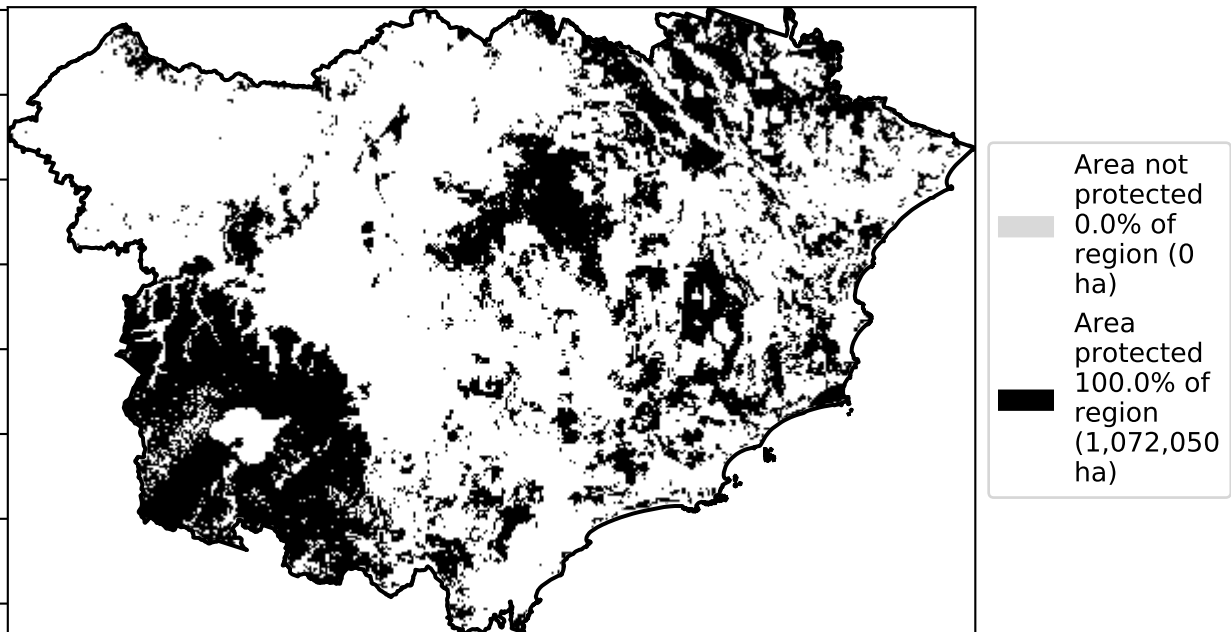 Area not
protected
0.0% of
region (0
ha)
Area
protected
100.0% of
region
(1,072,050
ha)